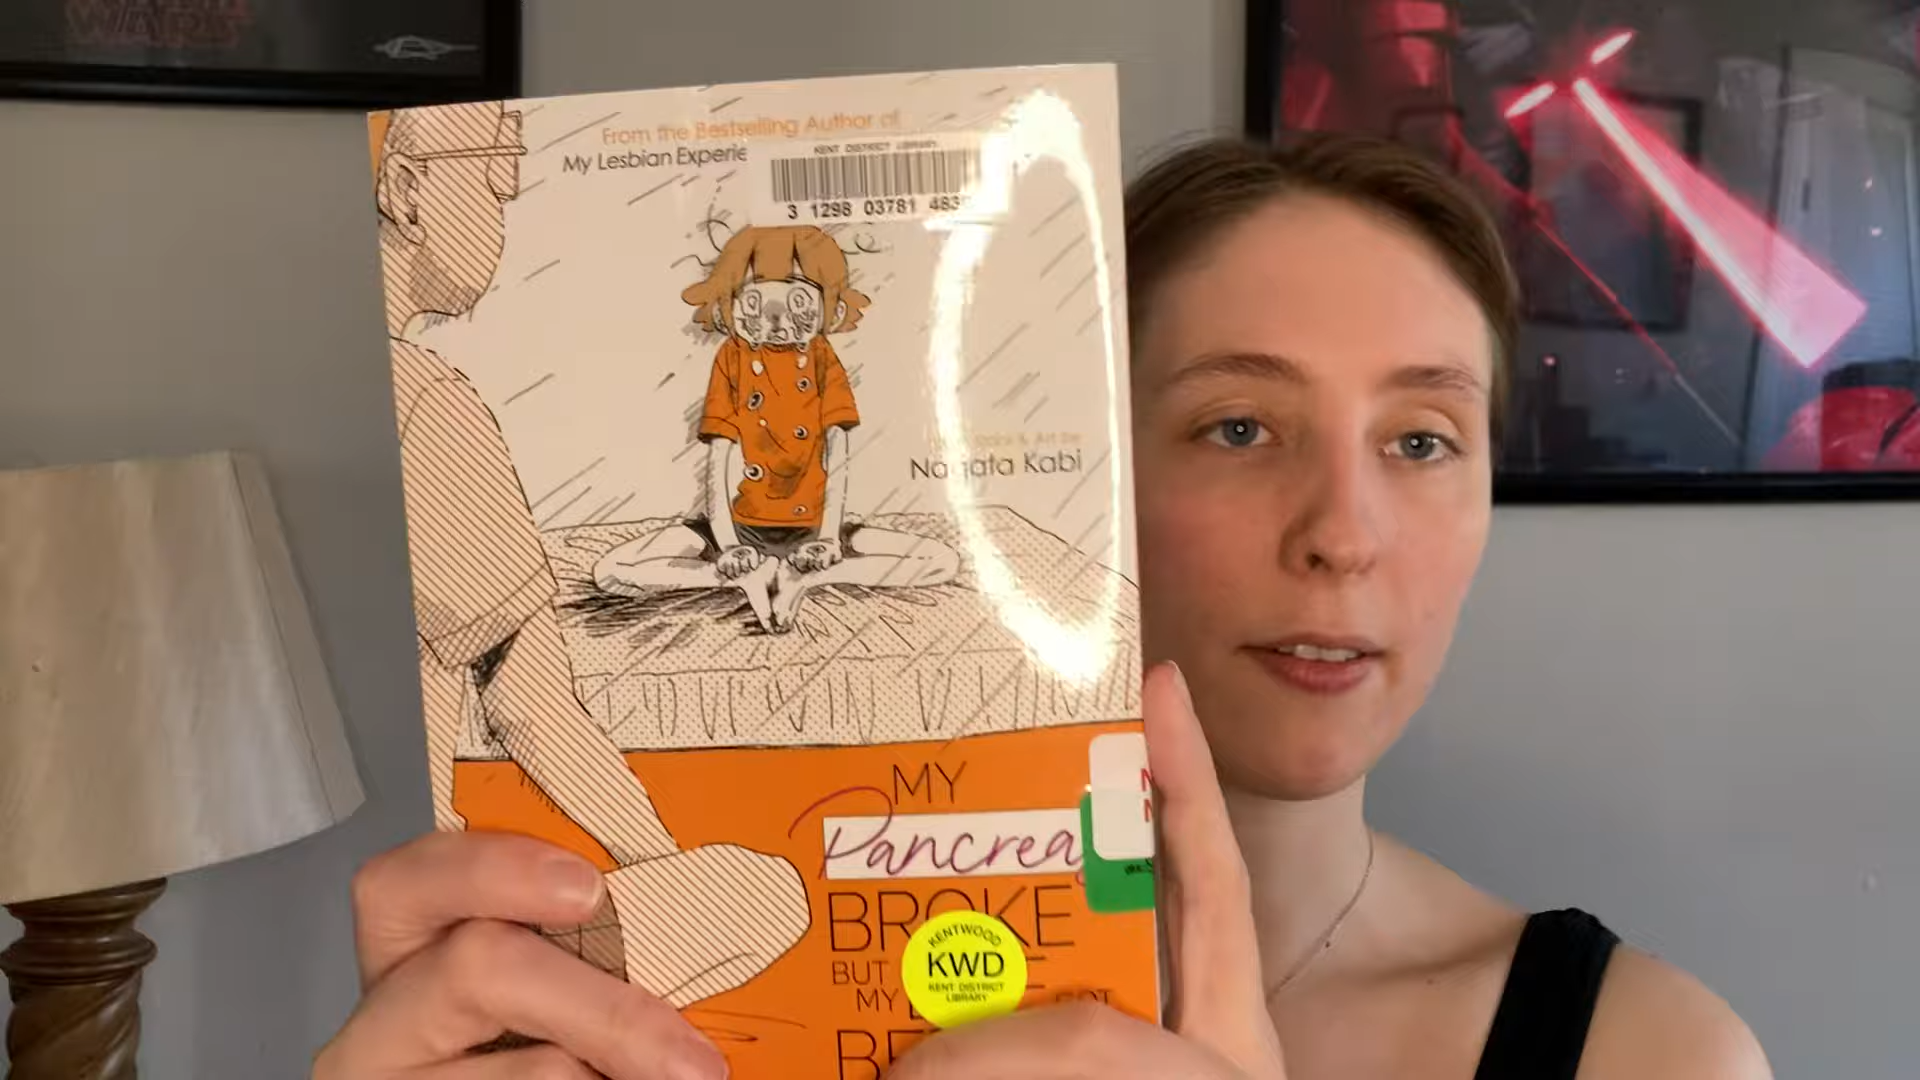 WARS
From the Bestselling Author of
My Lesbian Experie
KENT DISTRICT LIBRARY
3 1298 03781 483
Nagata Kabi
MY
Pancrea
BROKE
BUT
MY
KENTWOOD
KWD
KENT DISTRICT
LIBRARY